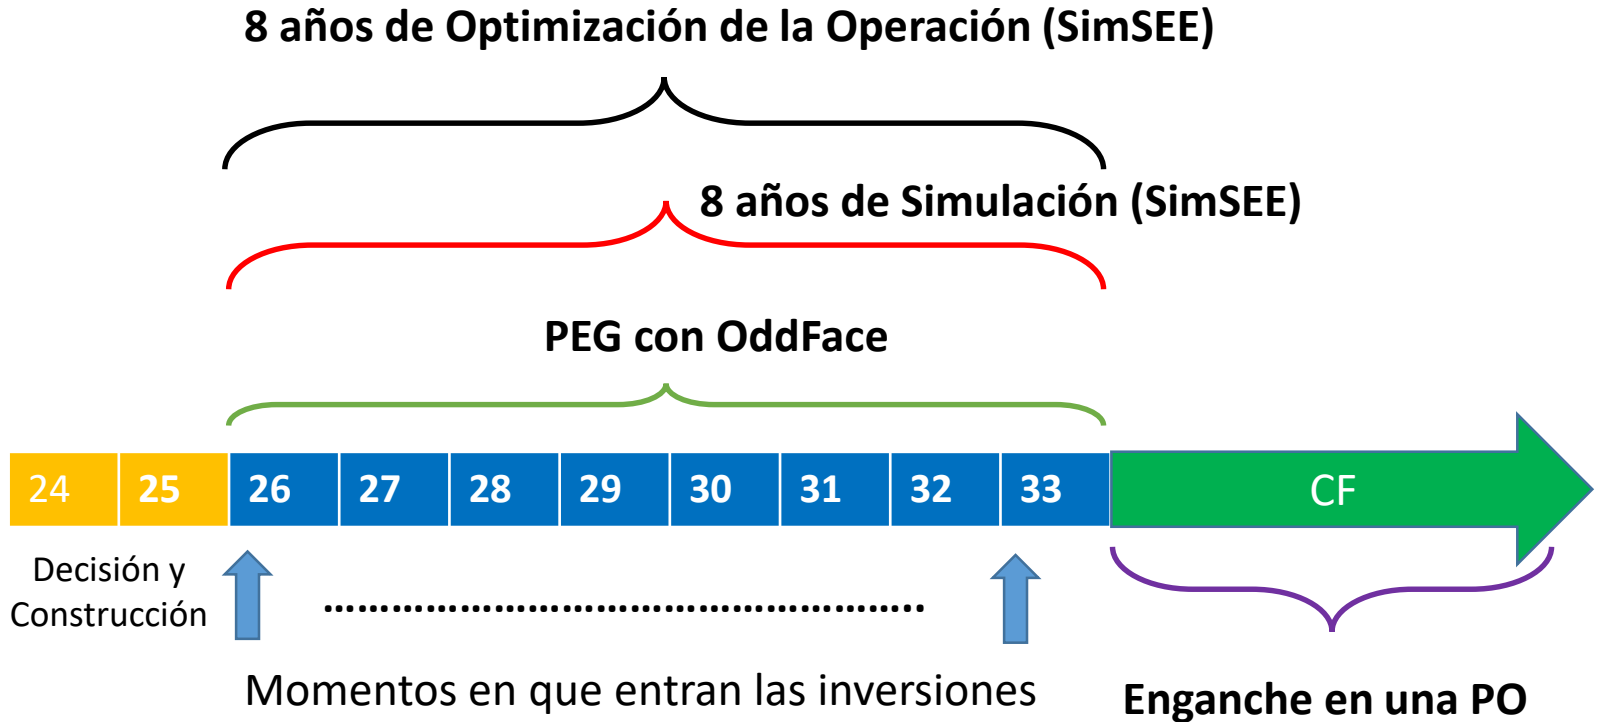 8 años de Optimización de la Operación (SimSEE)
8 años de Simulación (SimSEE)
PEG con OddFace
24 25 26 27 28 29 30 31 32 33 CF
Decisión y
Construcción
Momentos en que entran las inversiones
Enganche en una PO